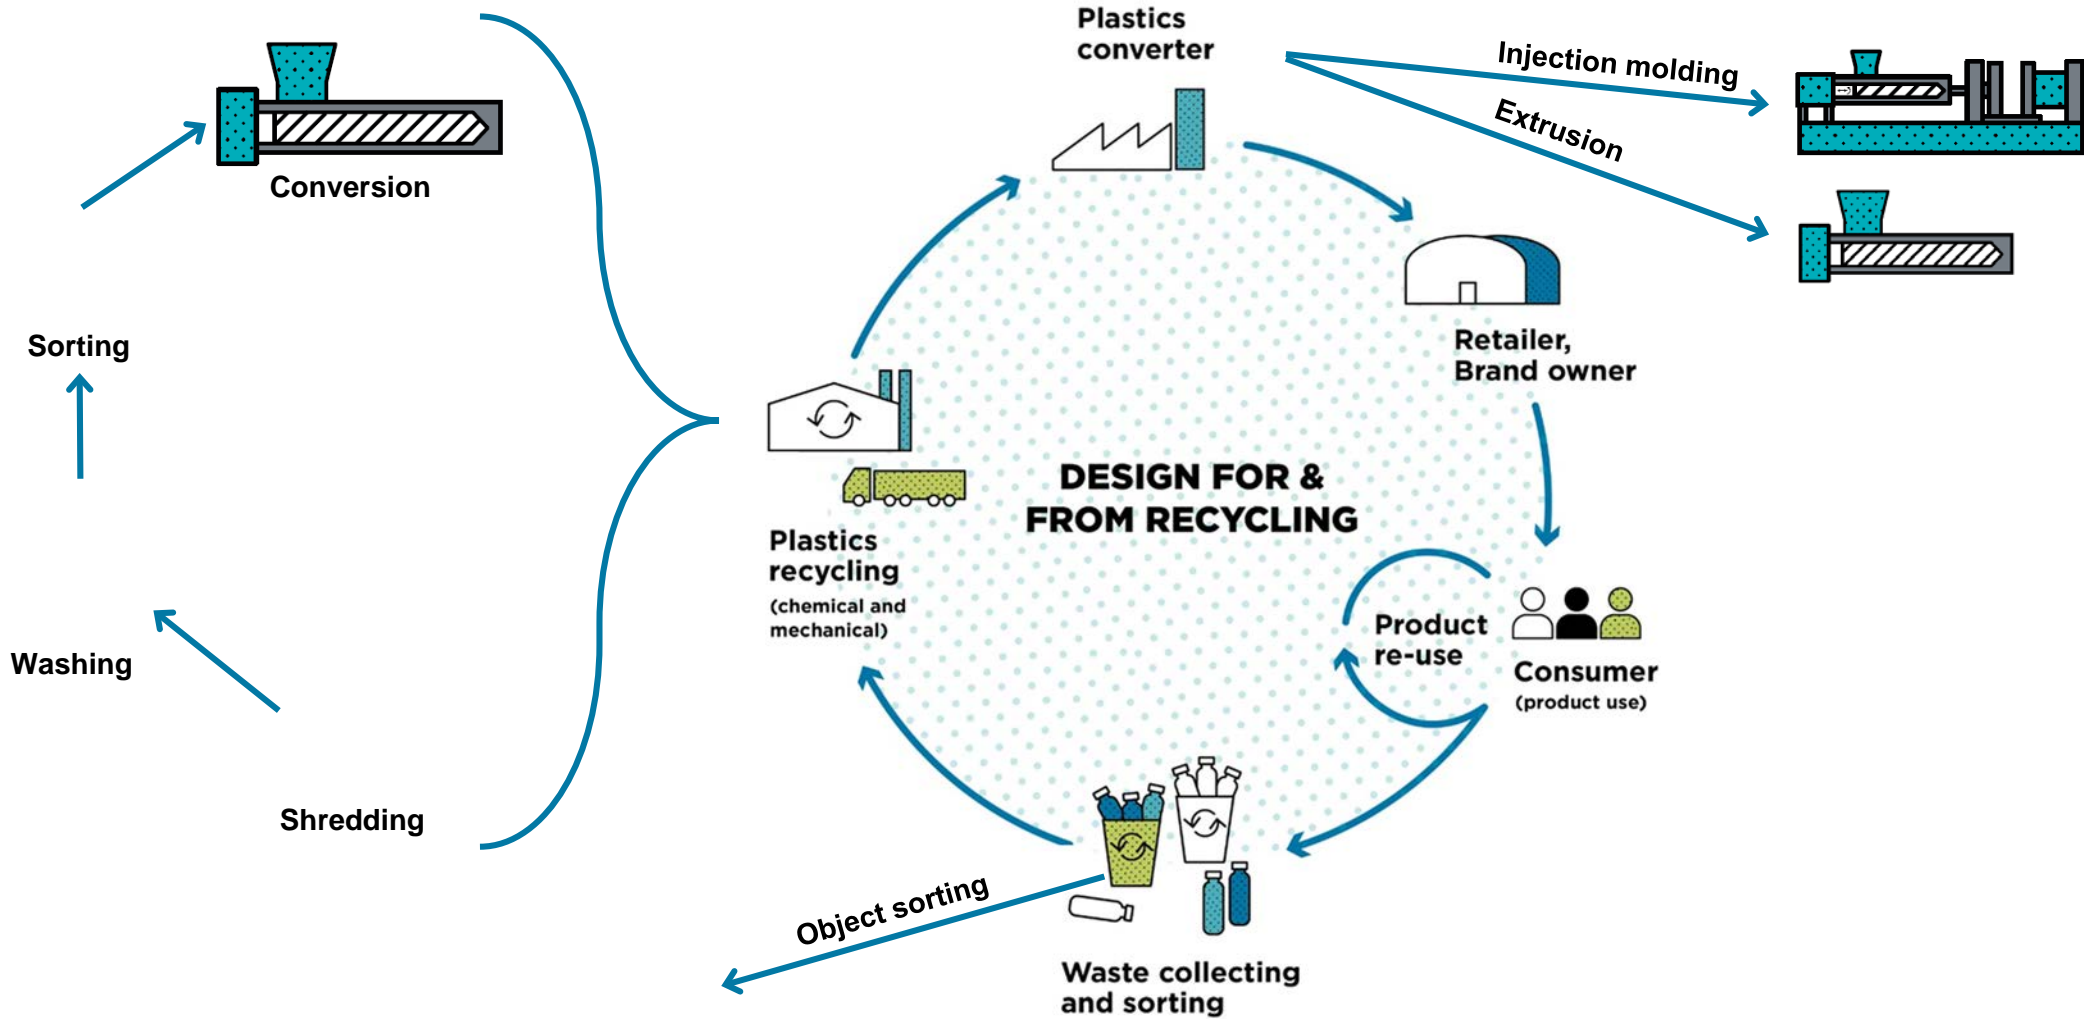 Plastics
converter
Injection molding
Extrusion
Conversion
Sorting
Retailer,
Brand owner
DESIGN FOR &
FROM RECYCLING
Plastics
recycling
(chemical and
mechanical)
Product
re-use
Consumer
(product use)
Washing
Shredding
Object sorting
Waste collecting
and sorting